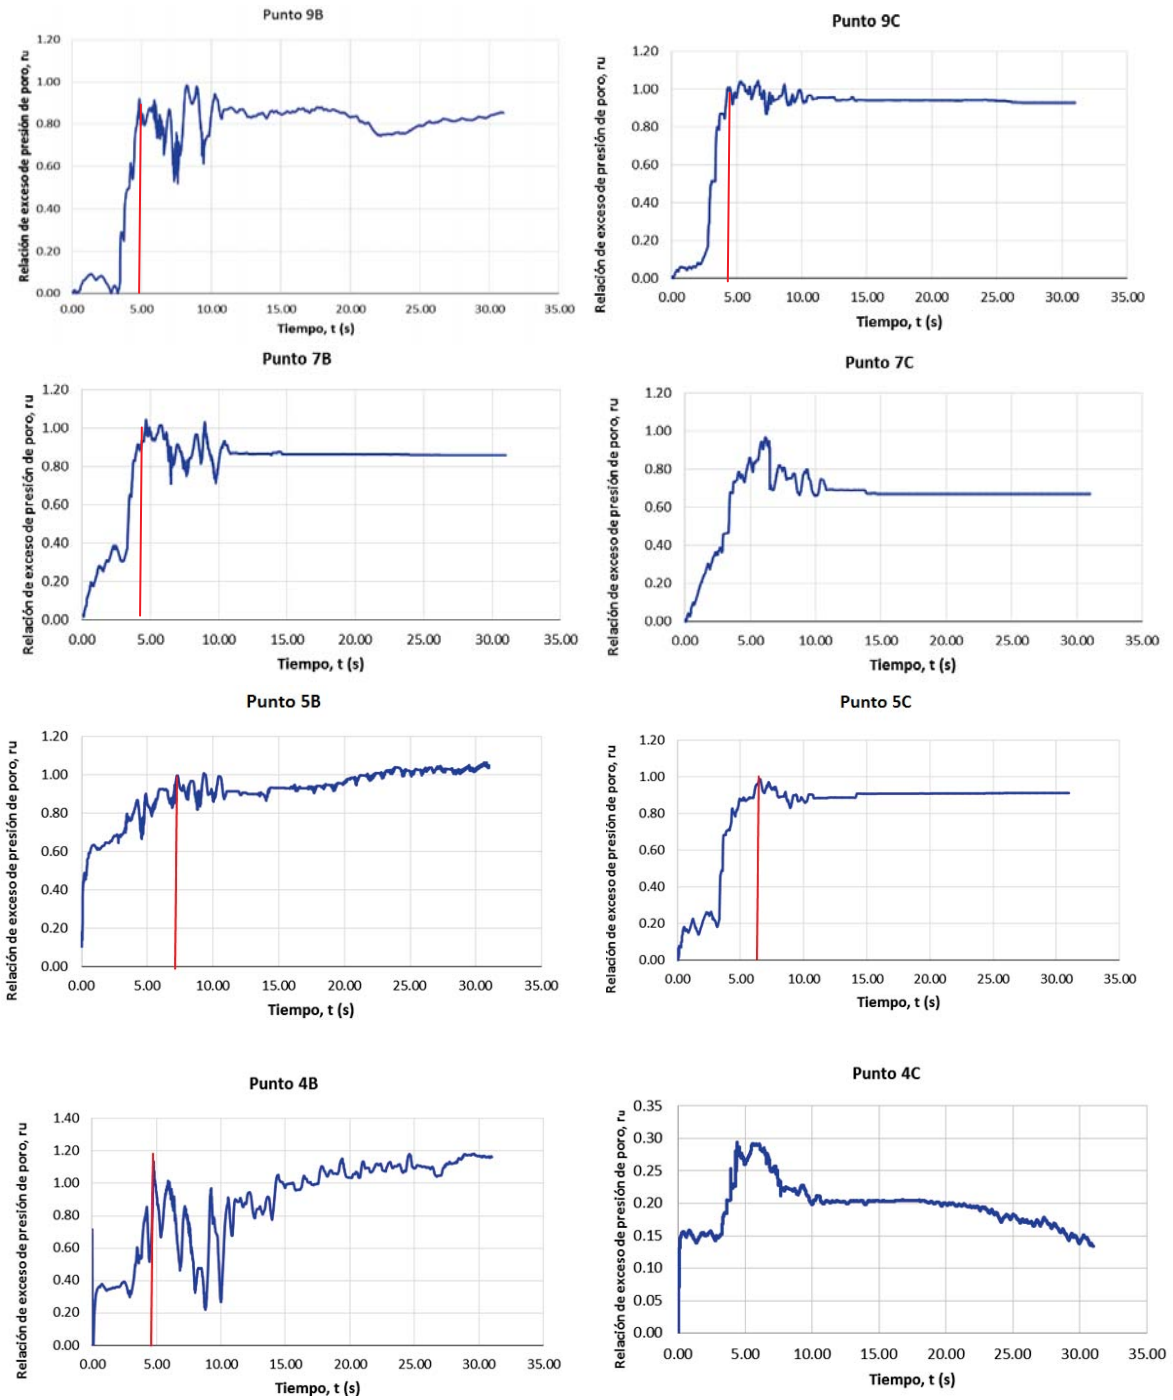 Punto 9B
Relación de exceso de presión de poro, ru
1.20
1.00
0.80
0.60
0.40
0.20
0.00
0.00 5.00 10.00 15.00 20.00 25.00 30.00 35.00
Tiempo, t (s)
Punto 9C
Relación de exceso de presión de poro, ru
1.20
1.00
0.80
0.60
0.40
0.20
0.00
0.00 5.00 10.00 15.00 20.00 25.00 30.00 35.00
Tiempo, t (s)
Punto 7B
Relación de exceso de presión de poro, ru
1.20
1.00
0.80
0.60
0.40
0.20
0.00
0.00 5.00 10.00 15.00 20.00 25.00 30.00 35.00
Tiempo, t (s)
Punto 7C
Relación de exceso de presión de poro, ru
1.20
1.00
0.80
0.60
0.40
0.20
0.00
0.00 5.00 10.00 15.00 20.00 25.00 30.00 35.00
Tiempo, t (s)
Punto 5B
Relación de exceso de presión de poro, ru
1.20
1.00
0.80
0.60
0.40
0.20
0.00
0.00 5.00 10.00 15.00 20.00 25.00 30.00 35.00
Tiempo, t (s)
Punto 5C
Relación de exceso de presión de poro, ru
1.20
1.00
0.80
0.60
0.40
0.20
0.00
0.00 5.00 10.00 15.00 20.00 25.00 30.00 35.00
Tiempo, t (s)
Punto 4B
Relación de exceso de presión de poro, ru
1.40
1.20
1.00
0.80
0.60
0.40
0.20
0.00
0.00 5.00 10.00 15.00 20.00 25.00 30.00 35.00
Tiempo, t (s)
Punto 4C
Relación de exceso de presión de poro, ru
0.35
0.30
0.25
0.20
0.15
0.10
0.05
0.00
0.00 5.00 10.00 15.00 20.00 25.00 30.00 35.00
Tiempo, t (s)